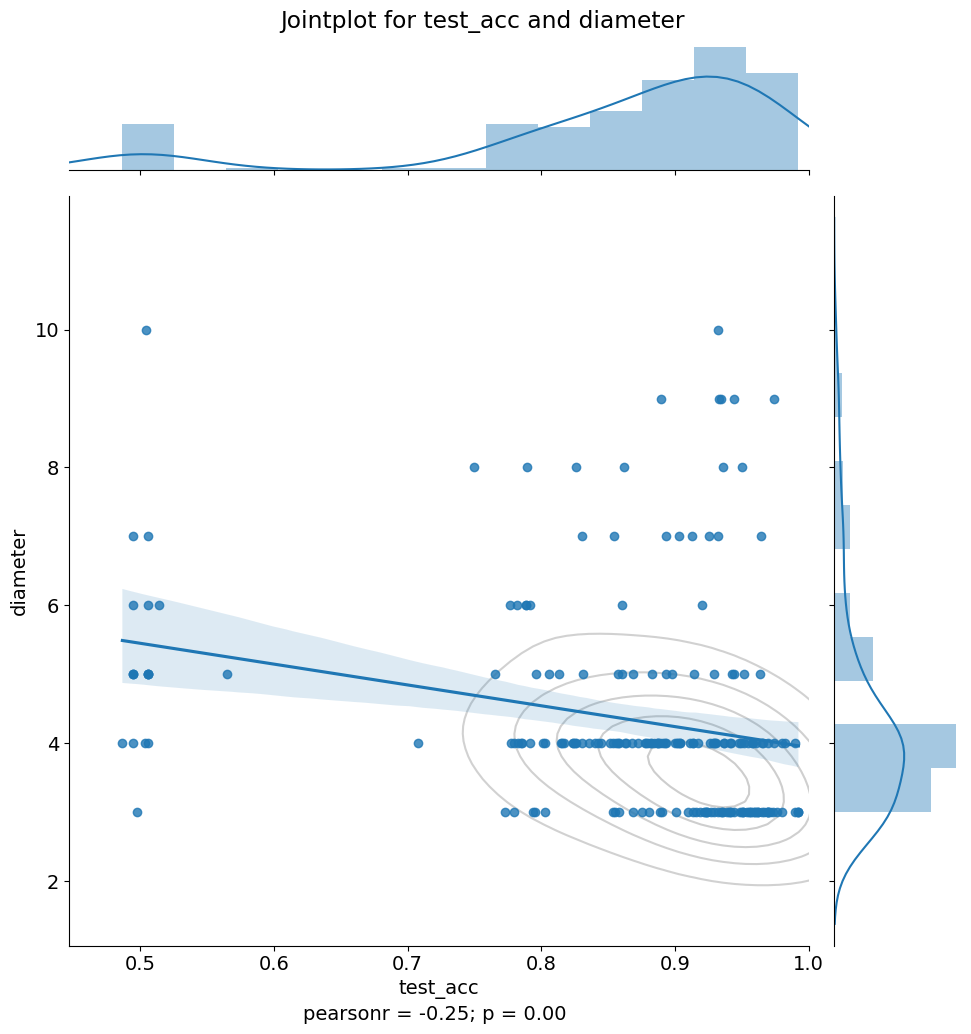 Jointplot for test_acc and diameter
10
8
6
4
2
diameter
0.5 0.6 0.7 0.8 0.9 1.0
test_acc
pearsonr = -0.25; p = 0.00